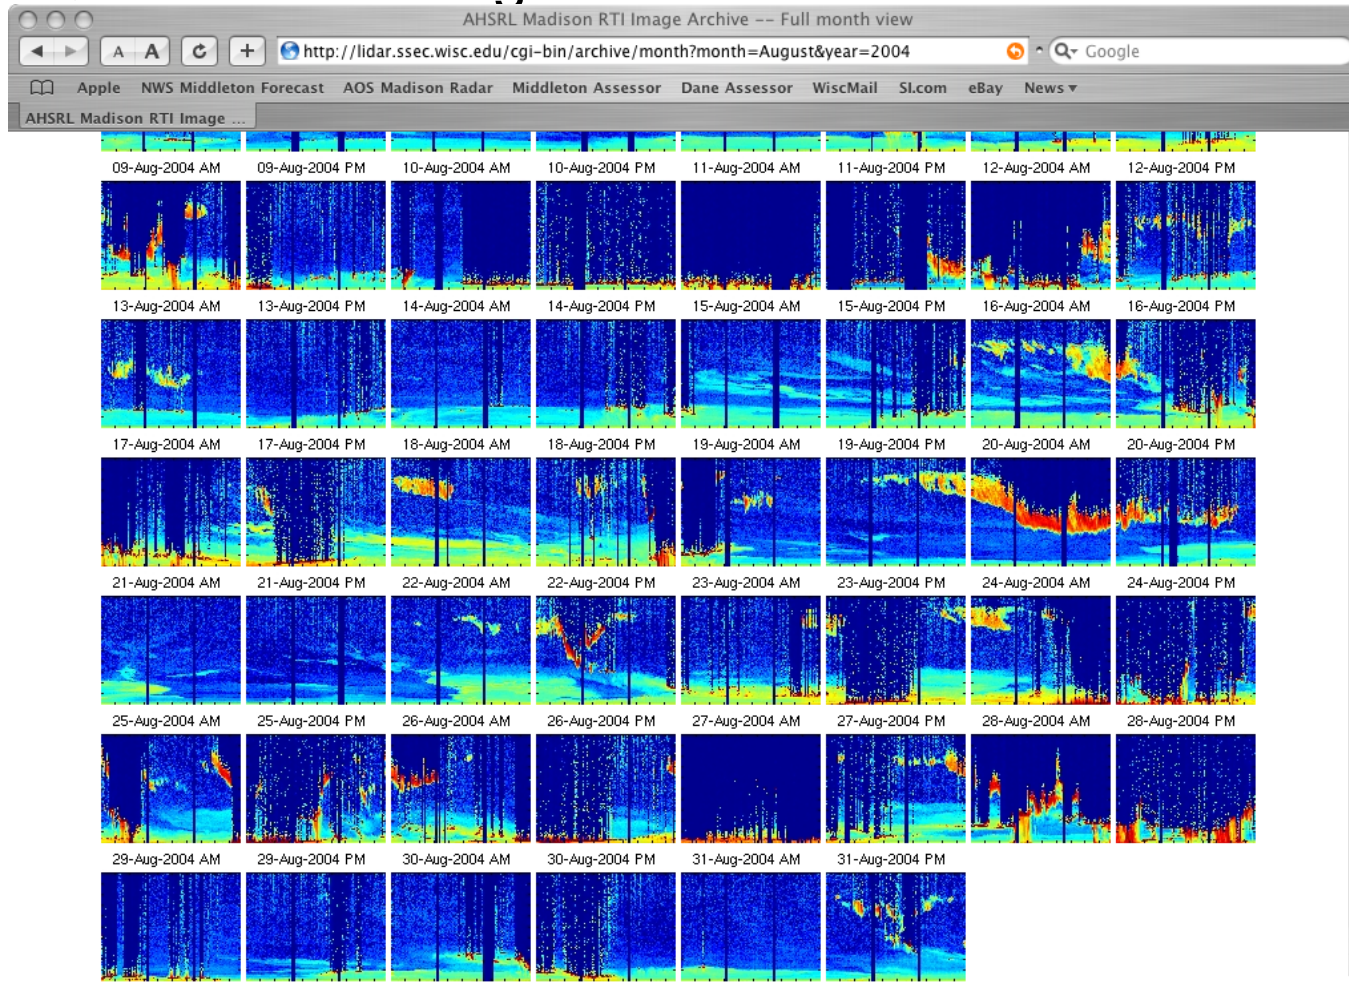 AHSRL Madison RTI Image Archive -- Full month view
A A C + http://lidar.ssec.wisc.edu/cgi-bin/archive/month?month=August&year=2004 Google
Apple NWS Middleton Forecast AOS Madison Radar Middleton Assessor Dane Assessor WiscMail SI.com eBay News
AHSRL Madison RTI Image ...
09-Aug-2004 AM 09-Aug-2004 PM 10-Aug-2004 AM 10-Aug-2004 PM 11-Aug-2004 AM 11-Aug-2004 PM 12-Aug-2004 AM 12-Aug-2004 PM
13-Aug-2004 AM 13-Aug-2004 PM 14-Aug-2004 AM 14-Aug-2004 PM 15-Aug-2004 AM 15-Aug-2004 PM 16-Aug-2004 AM 16-Aug-2004 PM
17-Aug-2004 AM 17-Aug-2004 PM 18-Aug-2004 AM 18-Aug-2004 PM 19-Aug-2004 AM 19-Aug-2004 PM 20-Aug-2004 AM 20-Aug-2004 PM
21-Aug-2004 AM 21-Aug-2004 PM 22-Aug-2004 AM 22-Aug-2004 PM 23-Aug-2004 AM 23-Aug-2004 PM 24-Aug-2004 AM 24-Aug-2004 PM
25-Aug-2004 AM 25-Aug-2004 PM 26-Aug-2004 AM 26-Aug-2004 PM 27-Aug-2004 AM 27-Aug-2004 PM 28-Aug-2004 AM 28-Aug-2004 PM
29-Aug-2004 AM 29-Aug-2004 PM 30-Aug-2004 AM 30-Aug-2004 PM 31-Aug-2004 AM 31-Aug-2004 PM